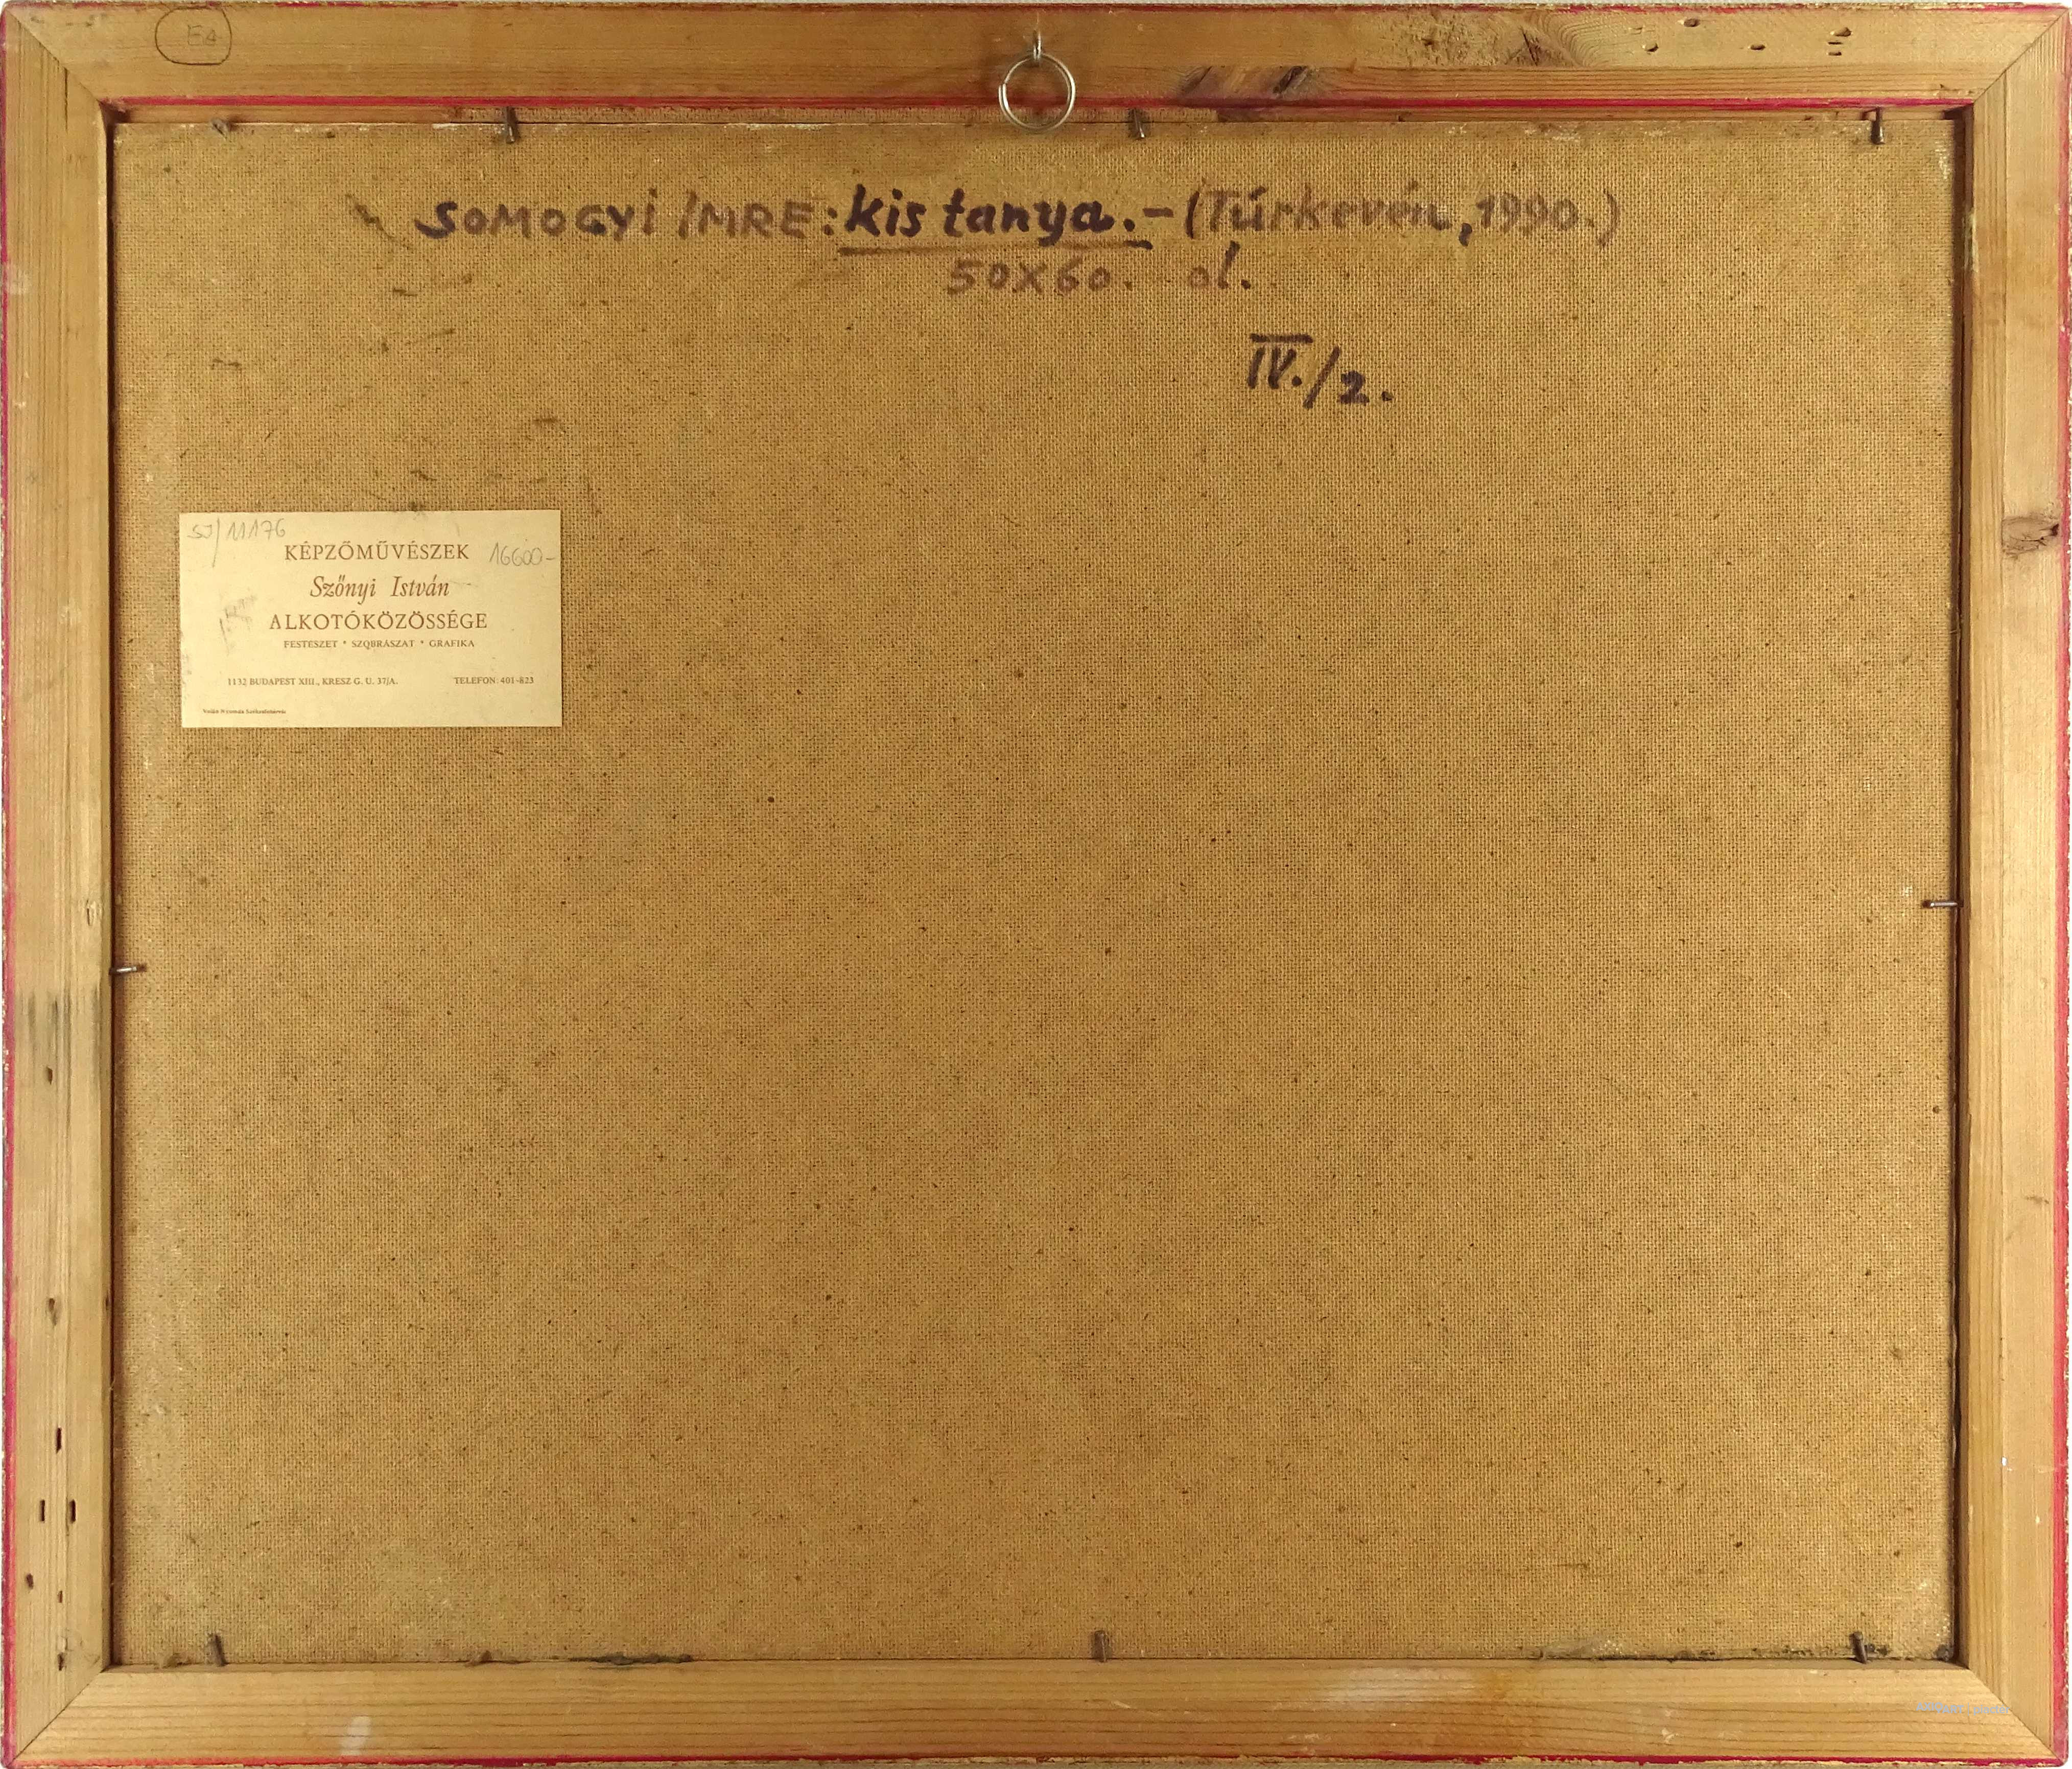 SOMOGYI IMRE: kis tanya.-(Túrkevén, 1990.)
50x60. ol.
IV./2.
SJ/11176
KÉPZŐMŰVÉSZEK
16600-
Szőnyi István
ALKOTÓKÖZÖSSÉGE
FESTÉSZET * SZOBRÁSZAT * GRAFIKA
1132 BUDAPEST XIII., KRESZ G. U. 37/A. TELEFON: 401-823